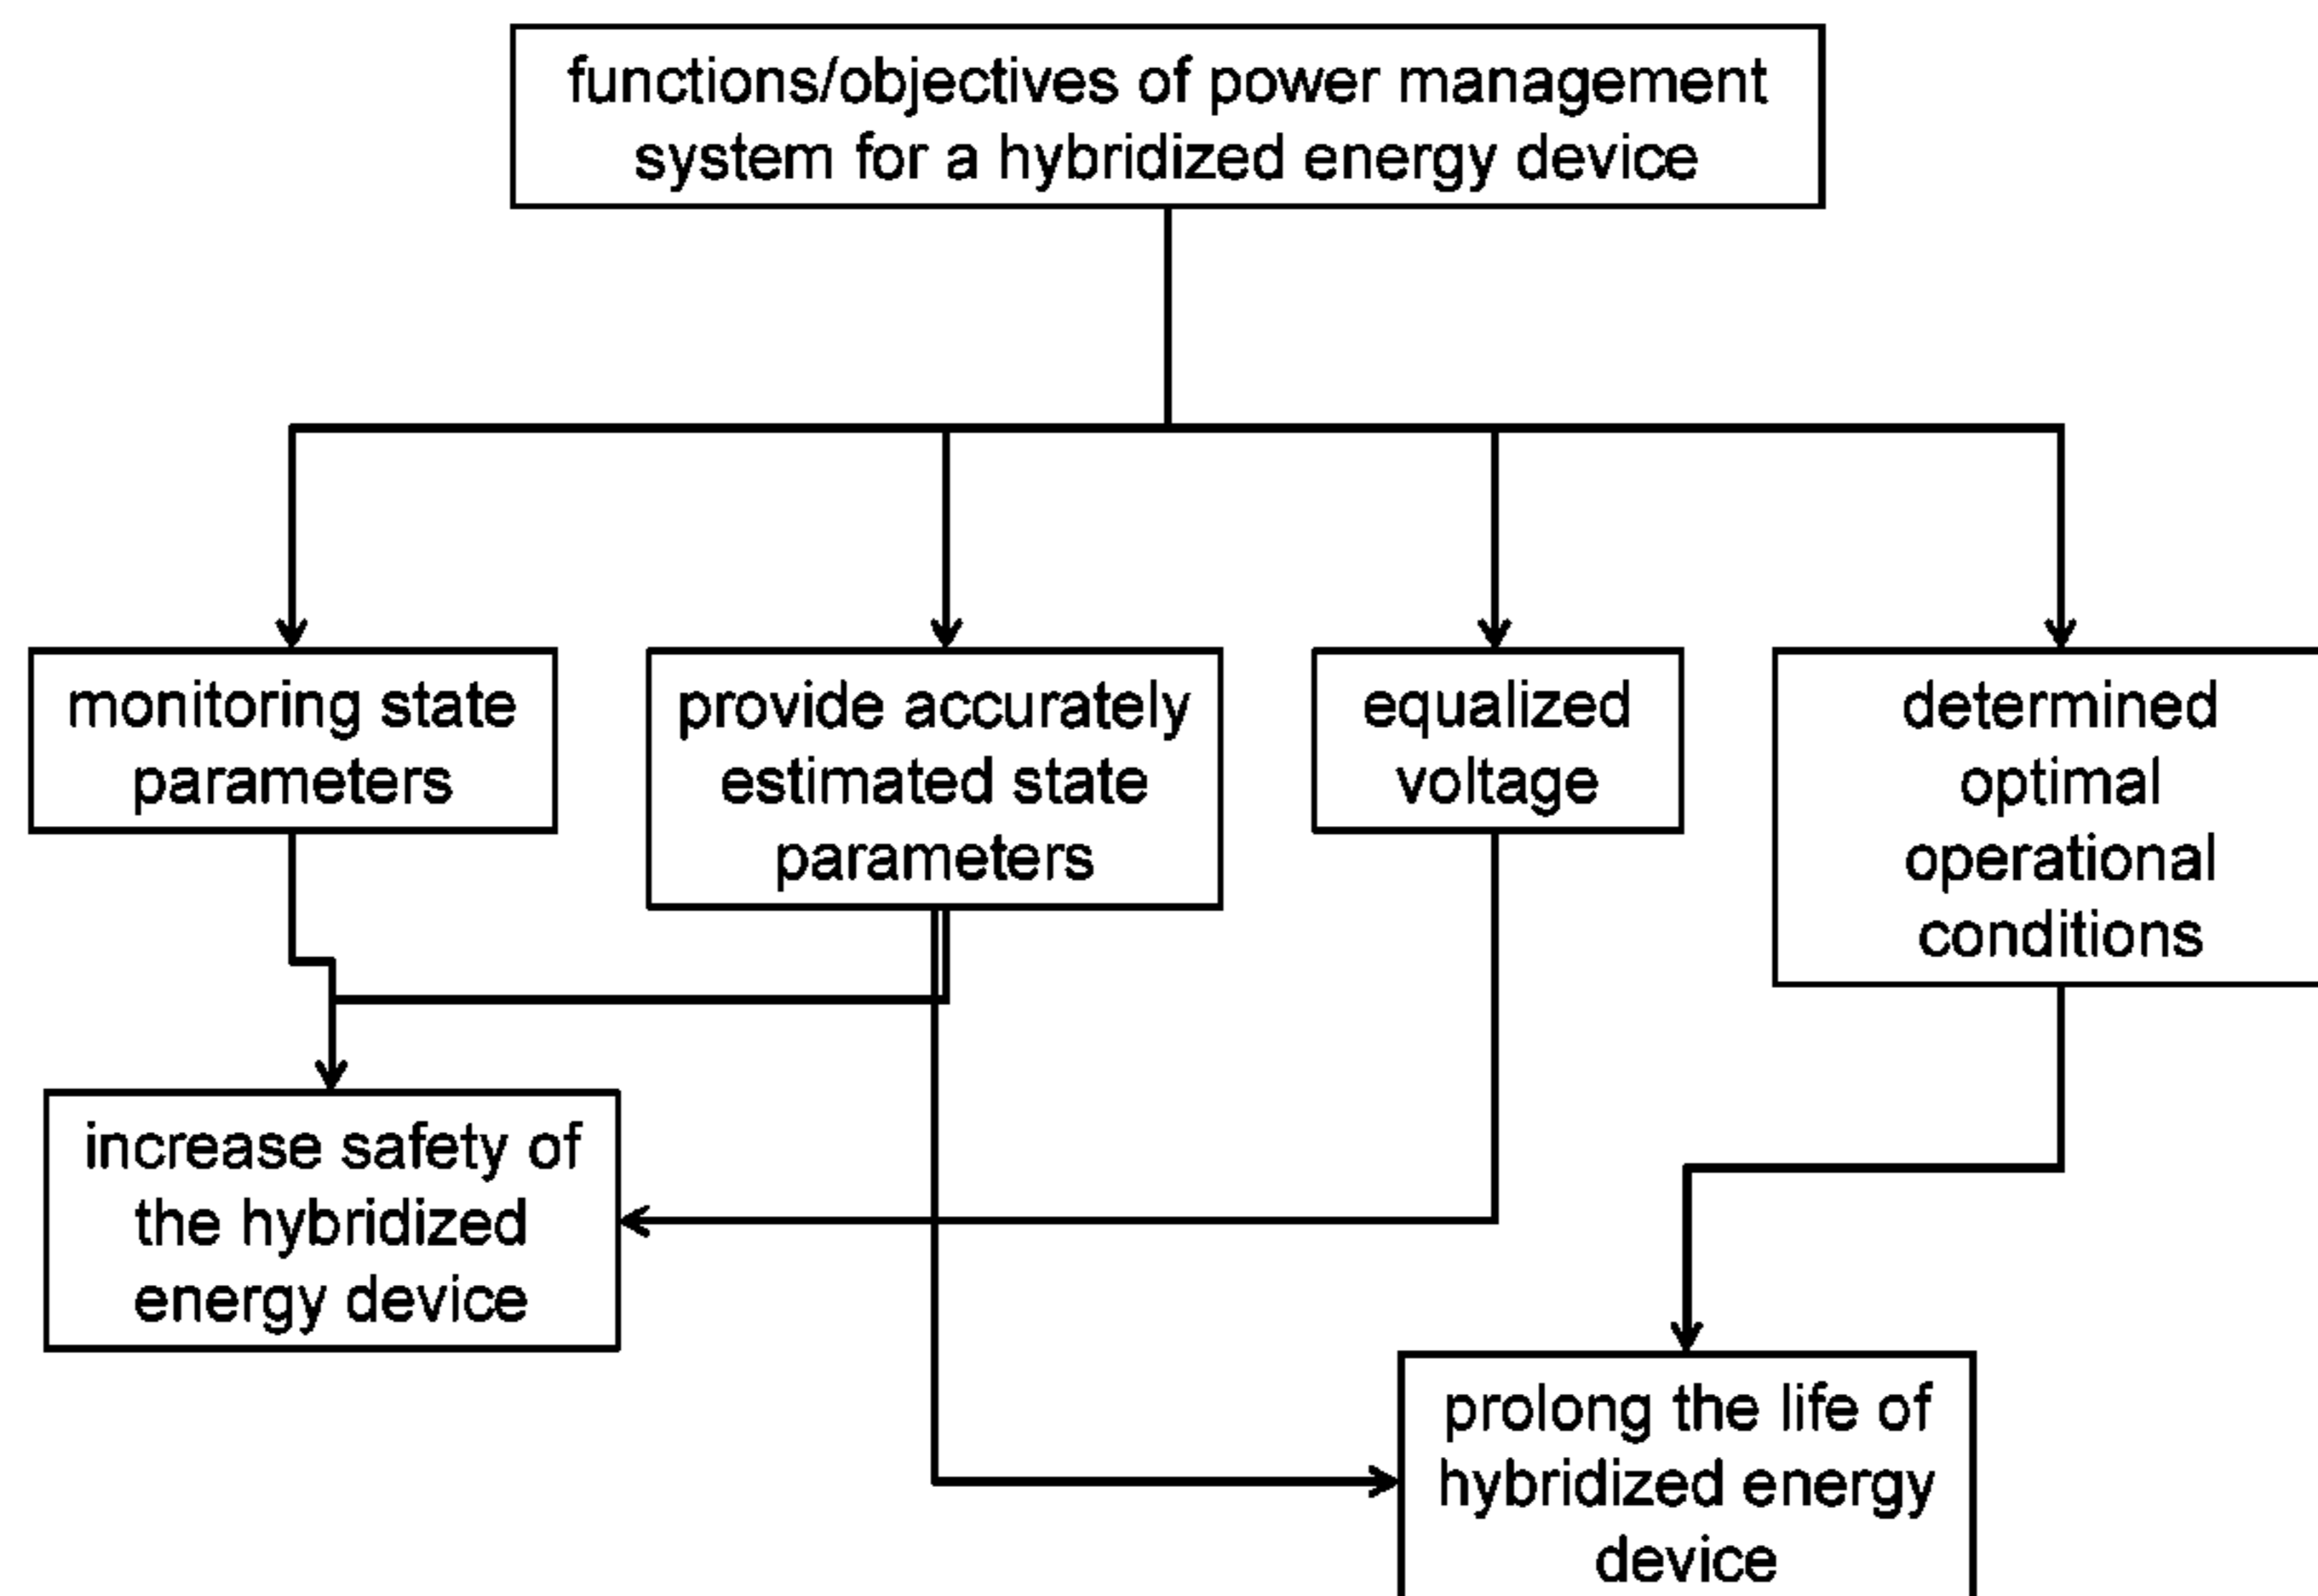 functions/objectives of power management
system for a hybridized energy device
monitoring state
parameters
provide accurately
estimated state
parameters
equalized
voltage
determined
optimal
operational
conditions
increase safety of
the hybridized
energy device
prolong the life of
hybridized energy
device